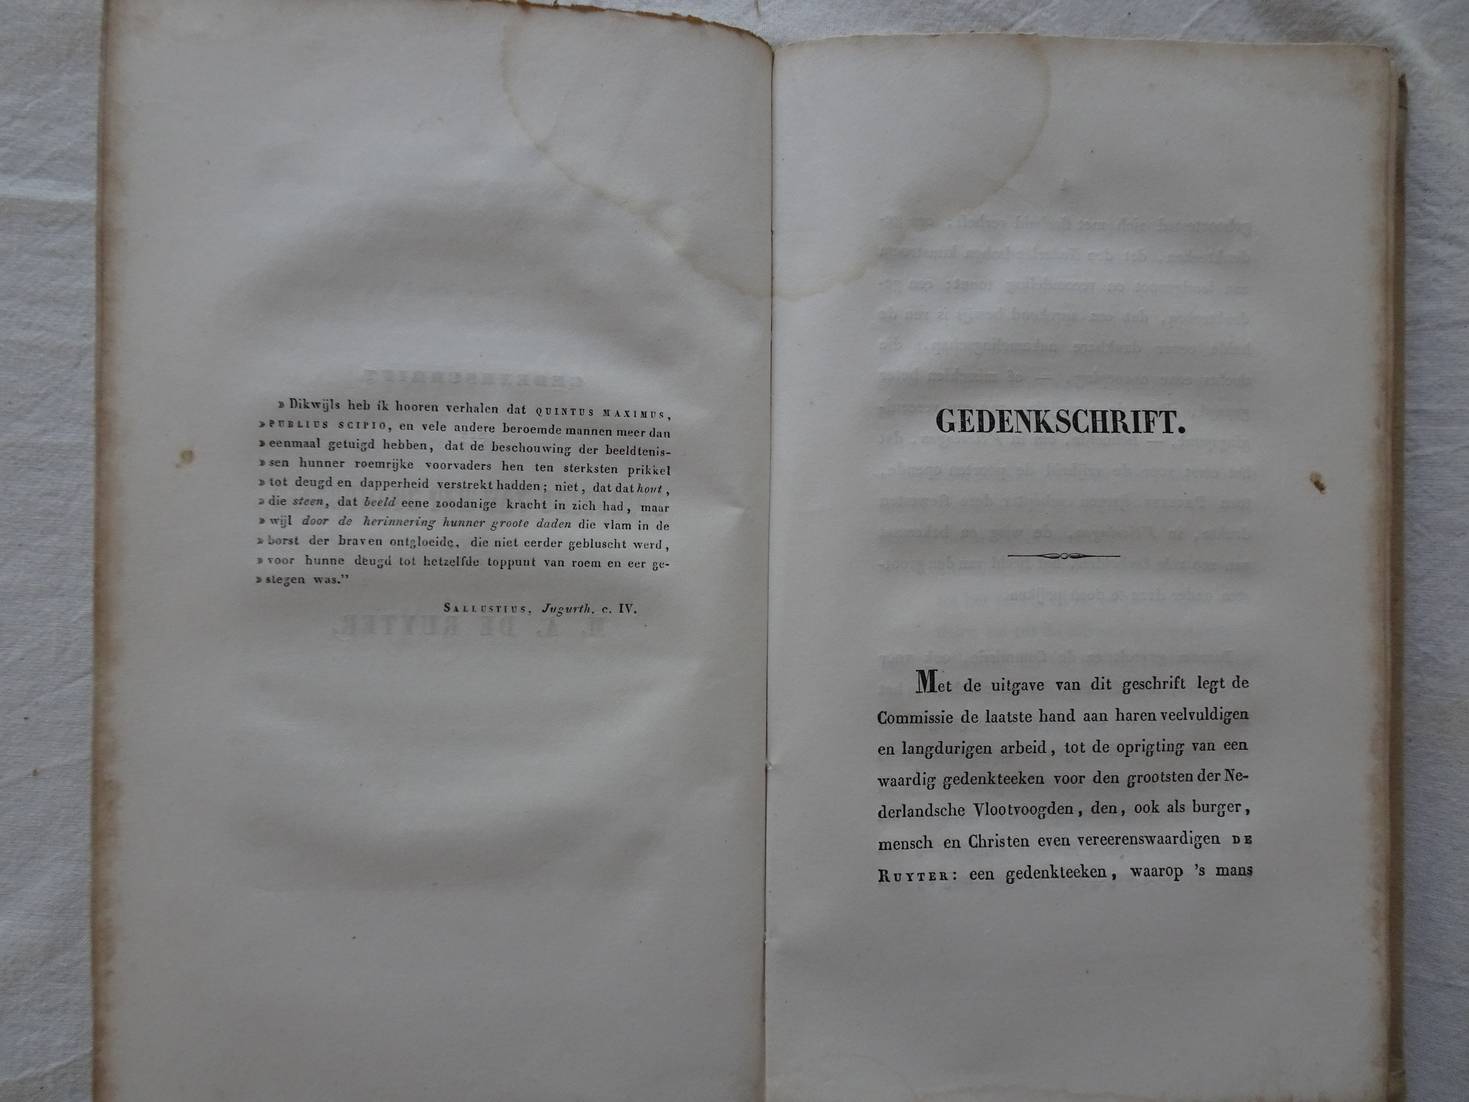 » Dikwijls heb ik hooren verhalen dat QUINTUS MAXIMUS,
» PUBLIUS SCIPIO, en vele andere beroemde mannen meer dan
» eenmaal getuigd hebben, dat de beschouwing der beeldtenis-
» sen hunner roemrijke voorvaders hen ten sterksten prikkel
» tot deugd en dapperheid verstrekt hadden; niet, dat dat hout,
» die steen, dat beeld eene zoodanige kracht in zich had, maar
» wijl door de herinnering hunner groote daden die vlam in de
» borst der braven ontgloeide, die niet eerder gebluscht werd,
» voor hunne deugd tot hetzelfde toppunt van roem en eer ge-
» stegen was.”
SALLUSTIUS, Jugurth. c. IV.
GEDENKSCHRIFT.
Met de uitgave van dit geschrift legt de
Commissie de laatste hand aan haren veelvuldigen
en langdurigen arbeid, tot de oprigting van een
waardig gedenkteeken voor den grootsten der Ne-
derlandsche Vlootvoogden, den, ook als burger,
mensch en Christen even vereerenswaardigen DE
RUYTER: een gedenkteeken, waarop 's mans